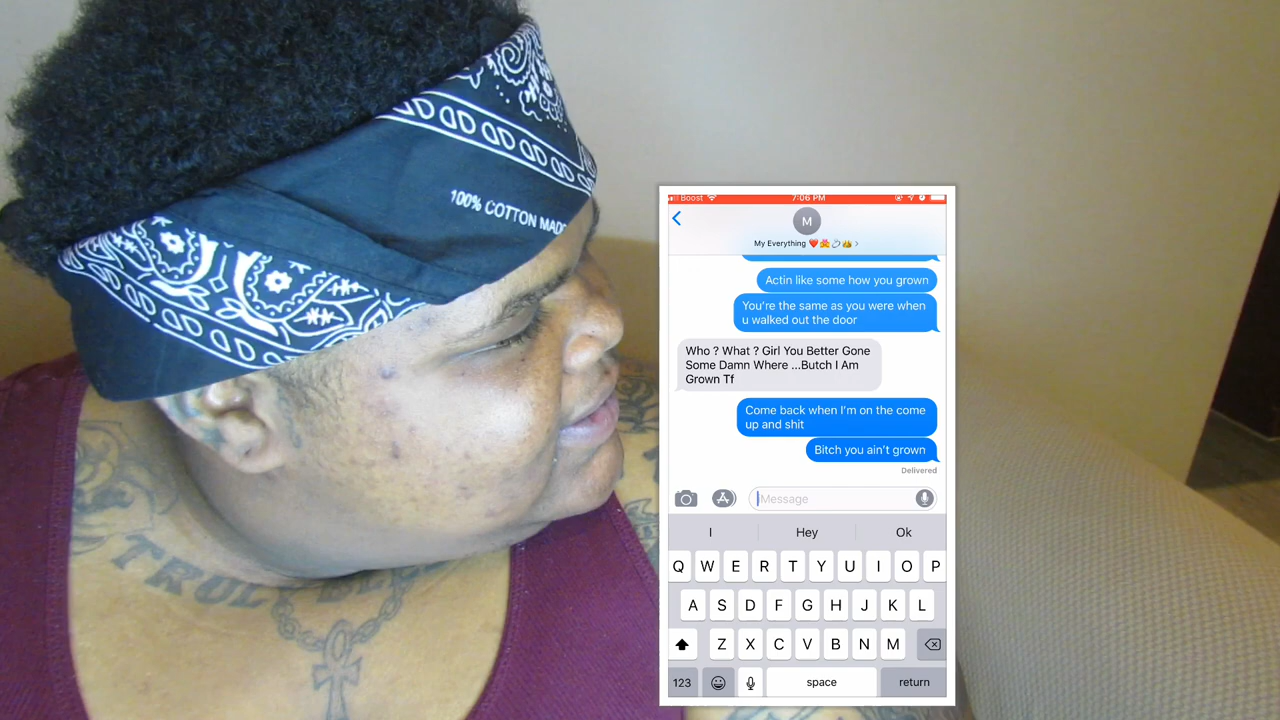 100% COTTON MADE
TRUL
Boost
7:06 PM
M
My Everything ❤️
Actin like some how you grown
You're the same as you were when
u walked out the door
Who ? What ? Girl You Better Gone
Some Damn Where ...Butch I Am
Grown Tf
Come back when I'm on the come
up and shit
Bitch you ain't grown
Delivered
Message
I Hey Ok
Q W E R T Y U I O P
A S D F G H J K L
Z X C V B N M
123 space return